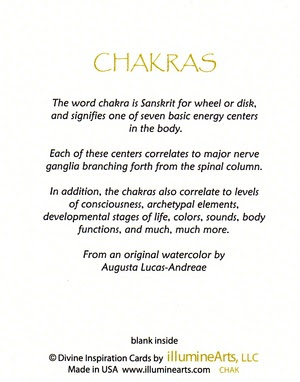 CHAKRAS
The word chakra is Sanskrit for wheel or disk,
and signifies one of seven basic energy centers
in the body.
Each of these centers correlates to major nerve
ganglia branching forth from the spinal column.
In addition, the chakras also correlate to levels
of consciousness, archetypal elements,
developmental stages of life, colors, sounds, body
functions, and much, much more.
From an original watercolor by
Augusta Lucas-Andreae
blank inside
© Divine Inspiration Cards by illumineArts, LLC
Made in USA www.illuminearts.com CHAK